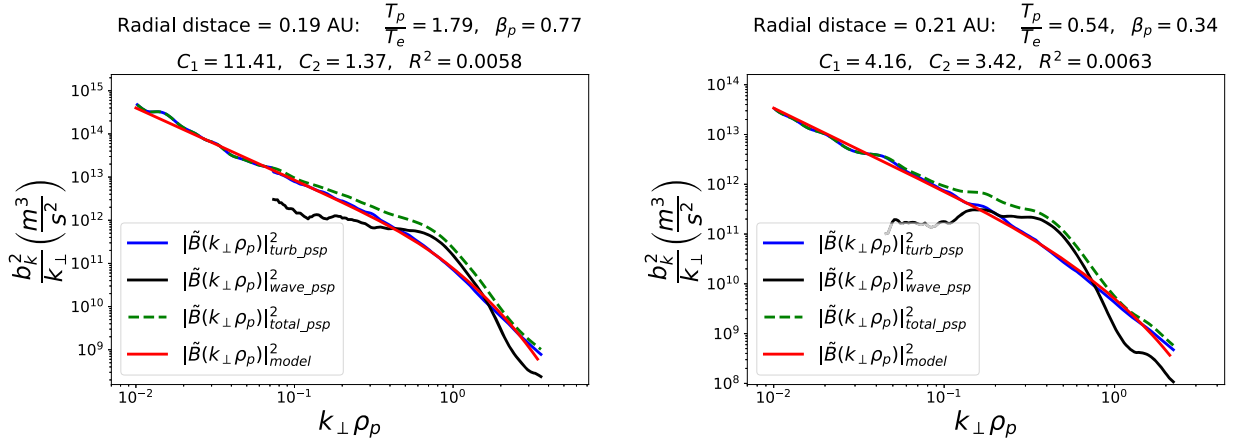 Radial distace = 0.19 AU: T_p/T_e = 1.79, β_p = 0.77
C_1 = 11.41, C_2 = 1.37, R^2 = 0.0058
10^15
10^14
10^13
10^12
10^11
10^10
10^9
b_k^2/k_⊥ (m^3/s^2)
|B̃(k_⊥ρ_p)|^2_turb_psp
|B̃(k_⊥ρ_p)|^2_wave_psp
|B̃(k_⊥ρ_p)|^2_total_psp
|B̃(k_⊥ρ_p)|^2_model
10^−2 10^−1 10^0
k_⊥ρ_p
Radial distace = 0.21 AU: T_p/T_e = 0.54, β_p = 0.34
C_1 = 4.16, C_2 = 3.42, R^2 = 0.0063
10^14
10^13
10^12
10^11
10^10
10^9
10^8
b_k^2/k_⊥ (m^3/s^2)
|B̃(k_⊥ρ_p)|^2_turb_psp
|B̃(k_⊥ρ_p)|^2_wave_psp
|B̃(k_⊥ρ_p)|^2_total_psp
|B̃(k_⊥ρ_p)|^2_model
10^−2 10^−1 10^0
k_⊥ρ_p